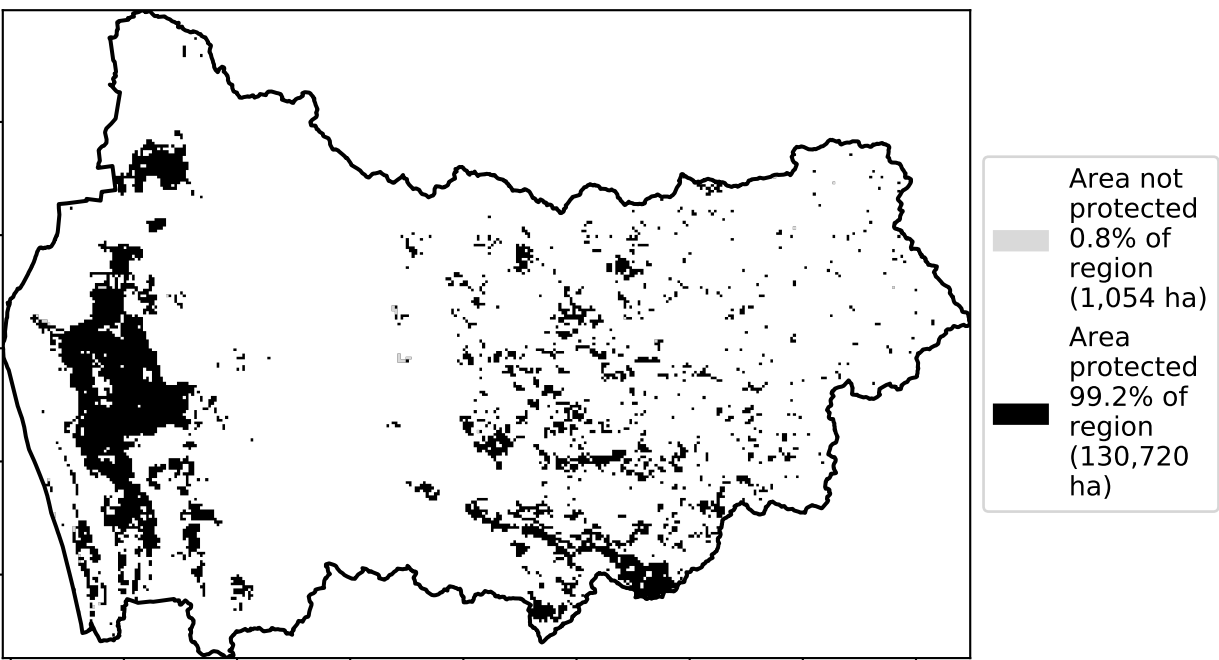 Area not
protected
0.8% of
region
(1,054 ha)
Area
protected
99.2% of
region
(130,720
ha)